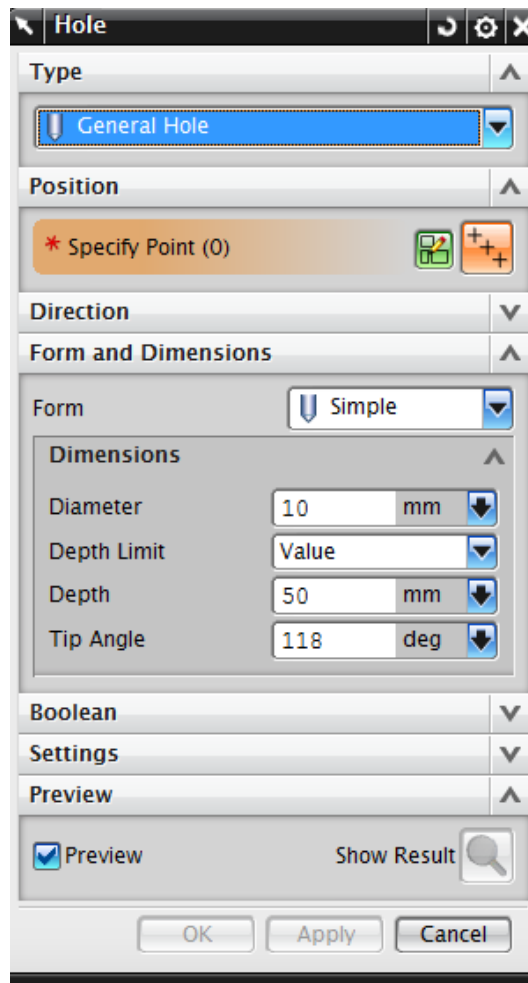 Hole
Type
General Hole
Position
* Specify Point (0)
Direction
Form and Dimensions
Form Simple
Dimensions
Diameter 10 mm
Depth Limit Value
Depth 50 mm
Tip Angle 118 deg
Boolean
Settings
Preview
Preview Show Result
OK Apply Cancel